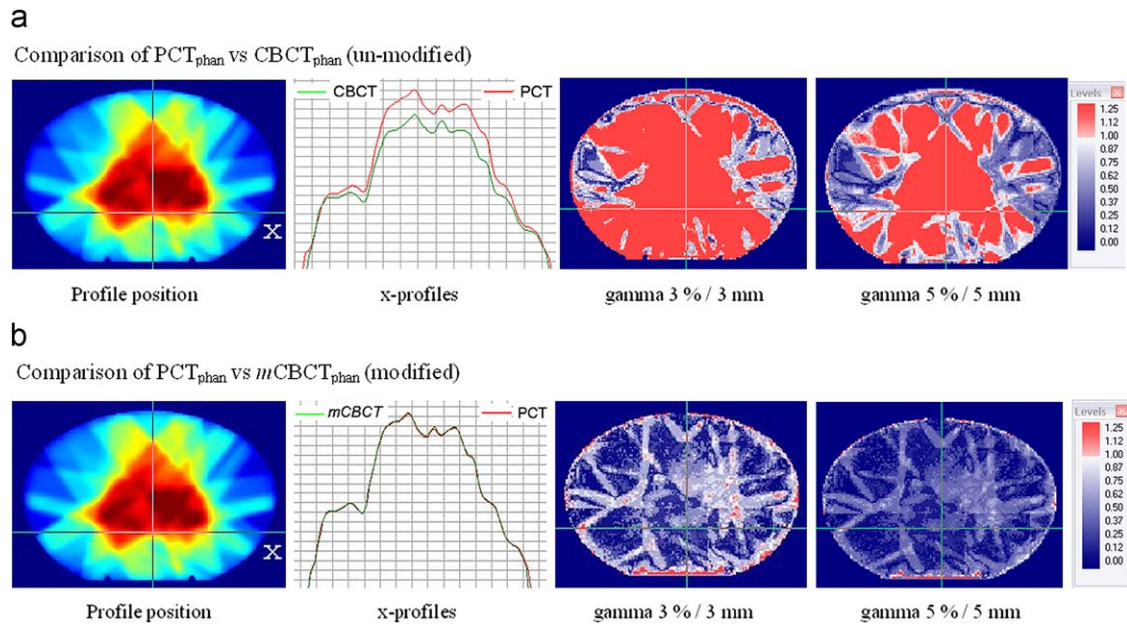 a
Comparison of PCTphan vs CBCTphan (un-modified)
CBCT PCT
X
Levels
1.25
1.12
1.00
0.87
0.75
0.62
0.50
0.37
0.25
0.12
0.00
Profile position x-profiles gamma 3 % / 3 mm gamma 5 % / 5 mm
b
Comparison of PCTphan vs mCBCTphan (modified)
mCBCT PCT
X
Levels
1.25
1.12
1.00
0.87
0.75
0.62
0.50
0.37
0.25
0.12
0.00
Profile position x-profiles gamma 3 % / 3 mm gamma 5 % / 5 mm